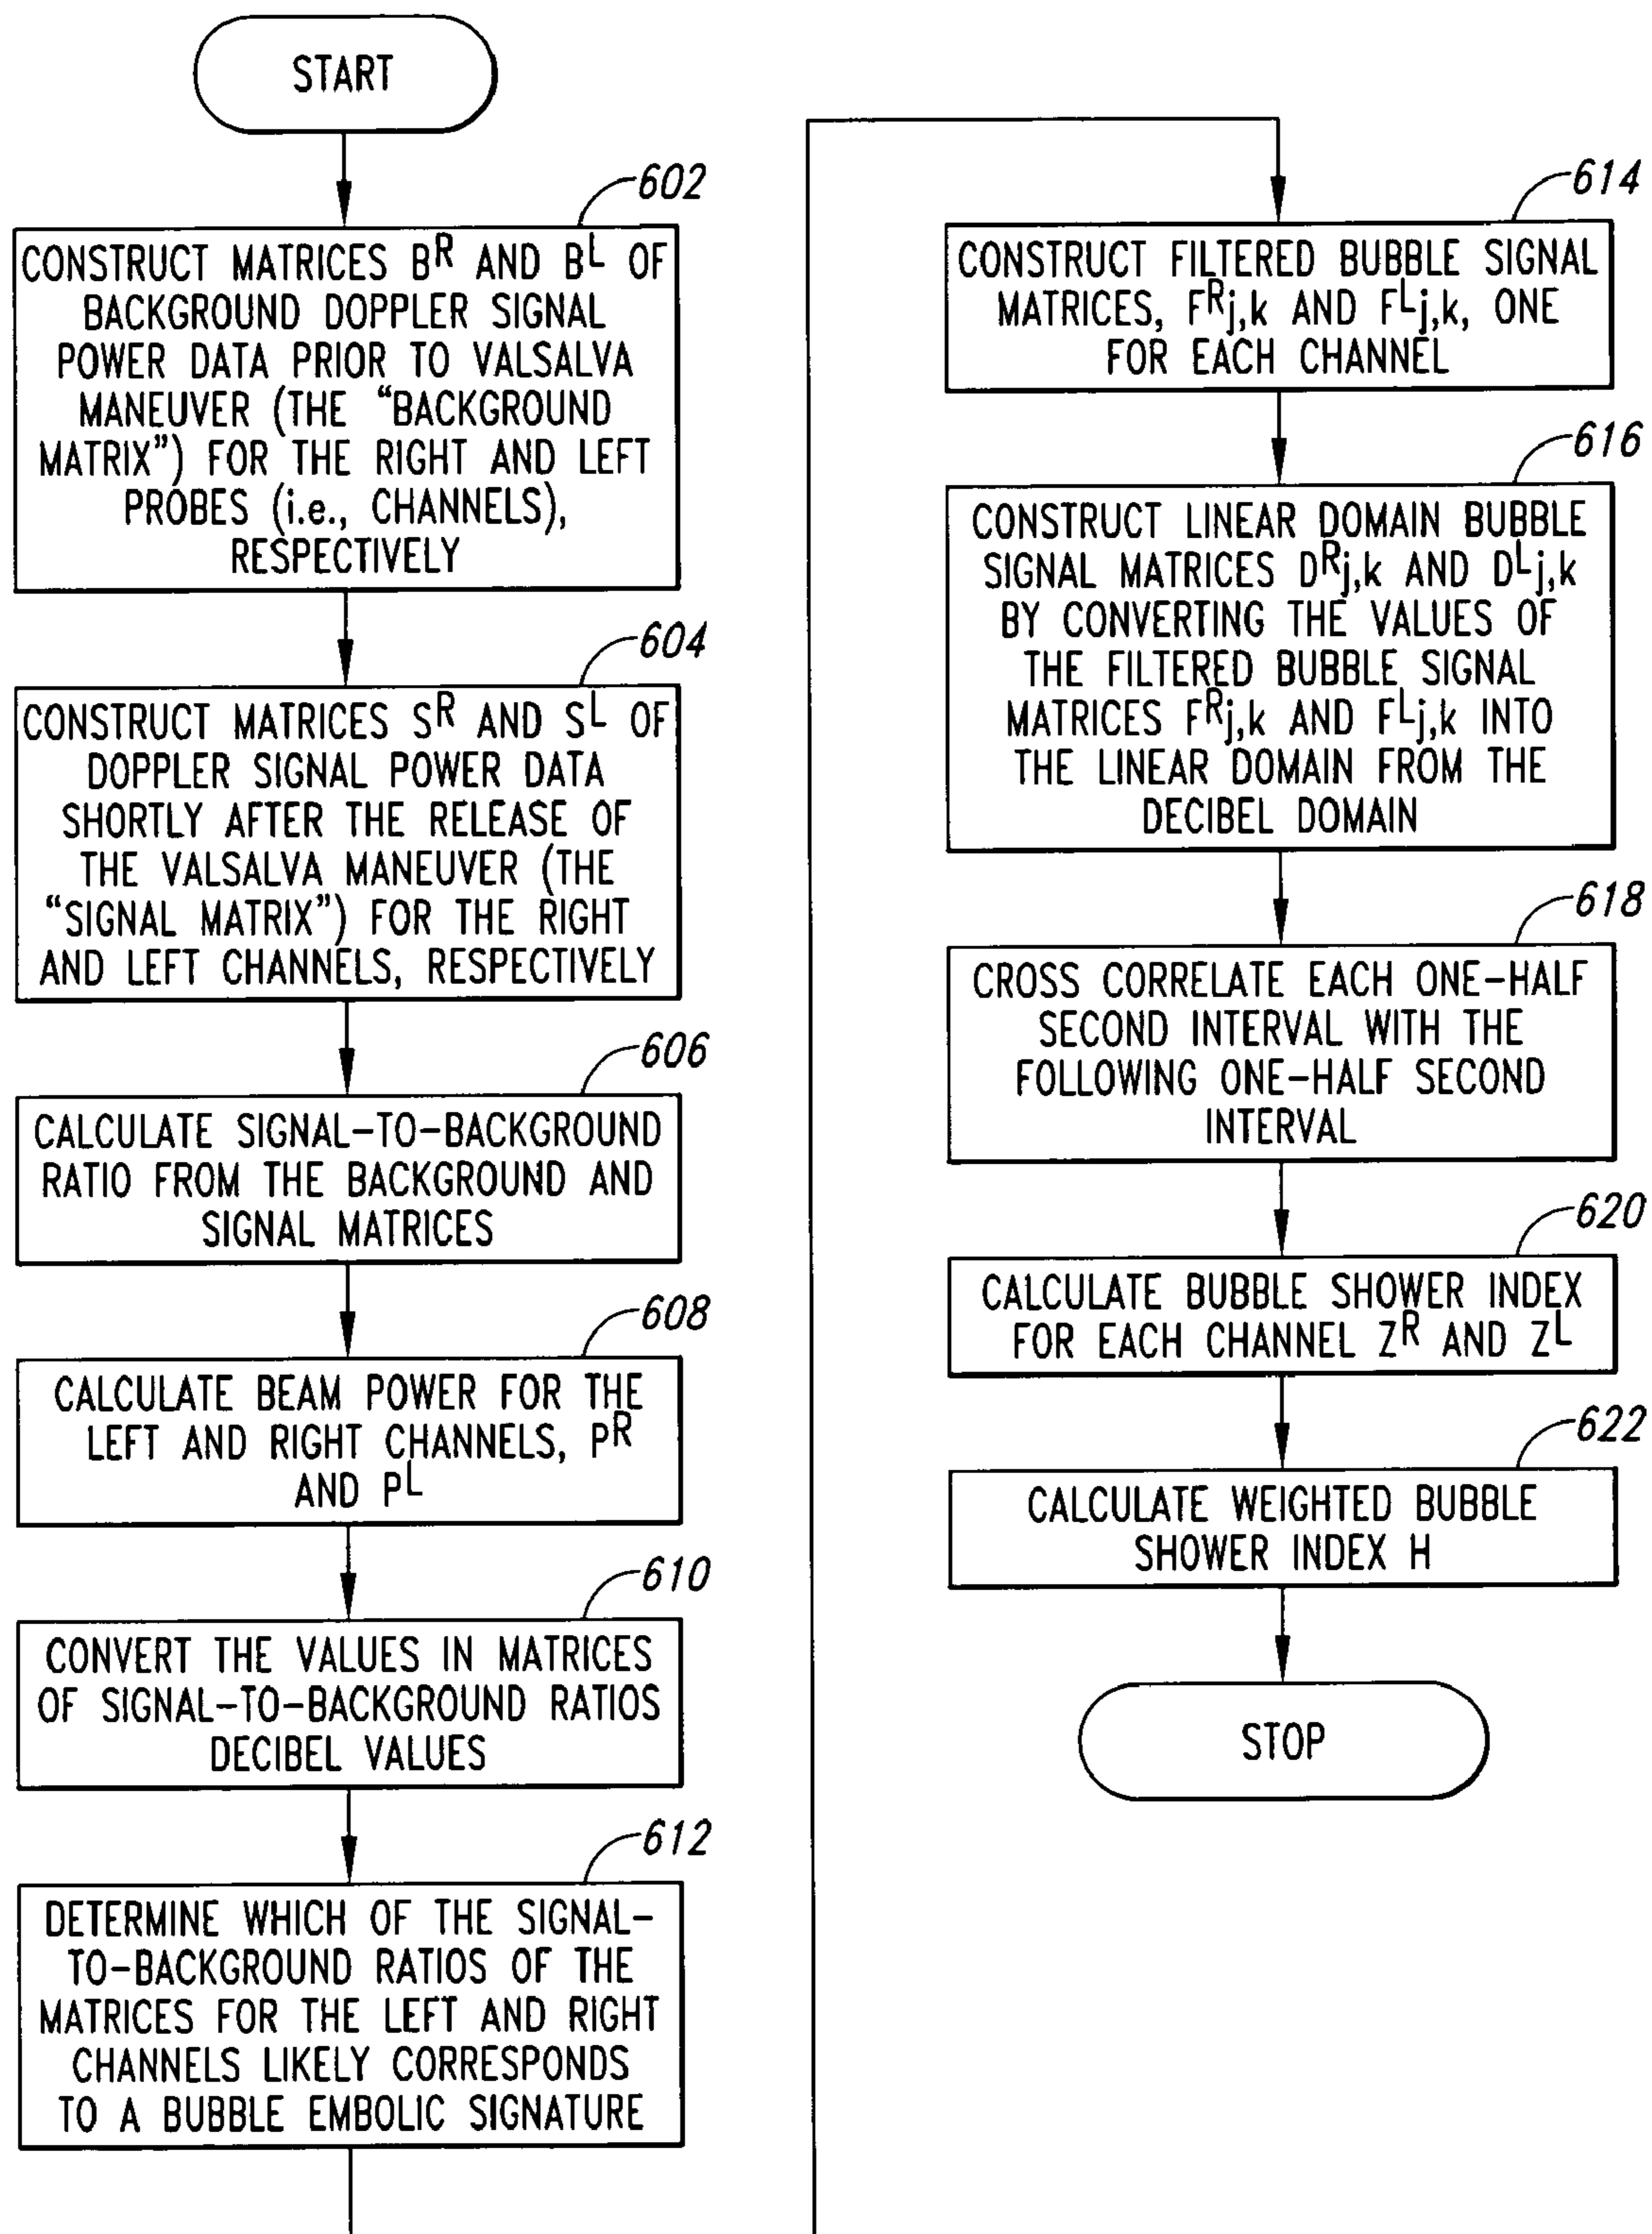 START
602
CONSTRUCT MATRICES B^R AND B^L OF
BACKGROUND DOPPLER SIGNAL
POWER DATA PRIOR TO VALSALVA
MANEUVER (THE “BACKGROUND
MATRIX”) FOR THE RIGHT AND LEFT
PROBES (i.e., CHANNELS),
RESPECTIVELY
604
CONSTRUCT MATRICES S^R AND S^L OF
DOPPLER SIGNAL POWER DATA
SHORTLY AFTER THE RELEASE OF
THE VALSALVA MANEUVER (THE
“SIGNAL MATRIX”) FOR THE RIGHT
AND LEFT CHANNELS, RESPECTIVELY
606
CALCULATE SIGNAL-TO-BACKGROUND
RATIO FROM THE BACKGROUND AND
SIGNAL MATRICES
608
CALCULATE BEAM POWER FOR THE
LEFT AND RIGHT CHANNELS, P^R
AND P^L
610
CONVERT THE VALUES IN MATRICES
OF SIGNAL-TO-BACKGROUND RATIOS
DECIBEL VALUES
612
DETERMINE WHICH OF THE SIGNAL-
TO-BACKGROUND RATIOS OF THE
MATRICES FOR THE LEFT AND RIGHT
CHANNELS LIKELY CORRESPONDS
TO A BUBBLE EMBOLIC SIGNATURE
614
CONSTRUCT FILTERED BUBBLE SIGNAL
MATRICES, F^Rj,k AND F^Lj,k, ONE
FOR EACH CHANNEL
616
CONSTRUCT LINEAR DOMAIN BUBBLE
SIGNAL MATRICES D^Rj,k AND D^Lj,k
BY CONVERTING THE VALUES OF
THE FILTERED BUBBLE SIGNAL
MATRICES F^Rj,k AND F^Lj,k INTO
THE LINEAR DOMAIN FROM THE
DECIBEL DOMAIN
618
CROSS CORRELATE EACH ONE-HALF
SECOND INTERVAL WITH THE
FOLLOWING ONE-HALF SECOND
INTERVAL
620
CALCULATE BUBBLE SHOWER INDEX
FOR EACH CHANNEL Z^R AND Z^L
622
CALCULATE WEIGHTED BUBBLE
SHOWER INDEX H
STOP